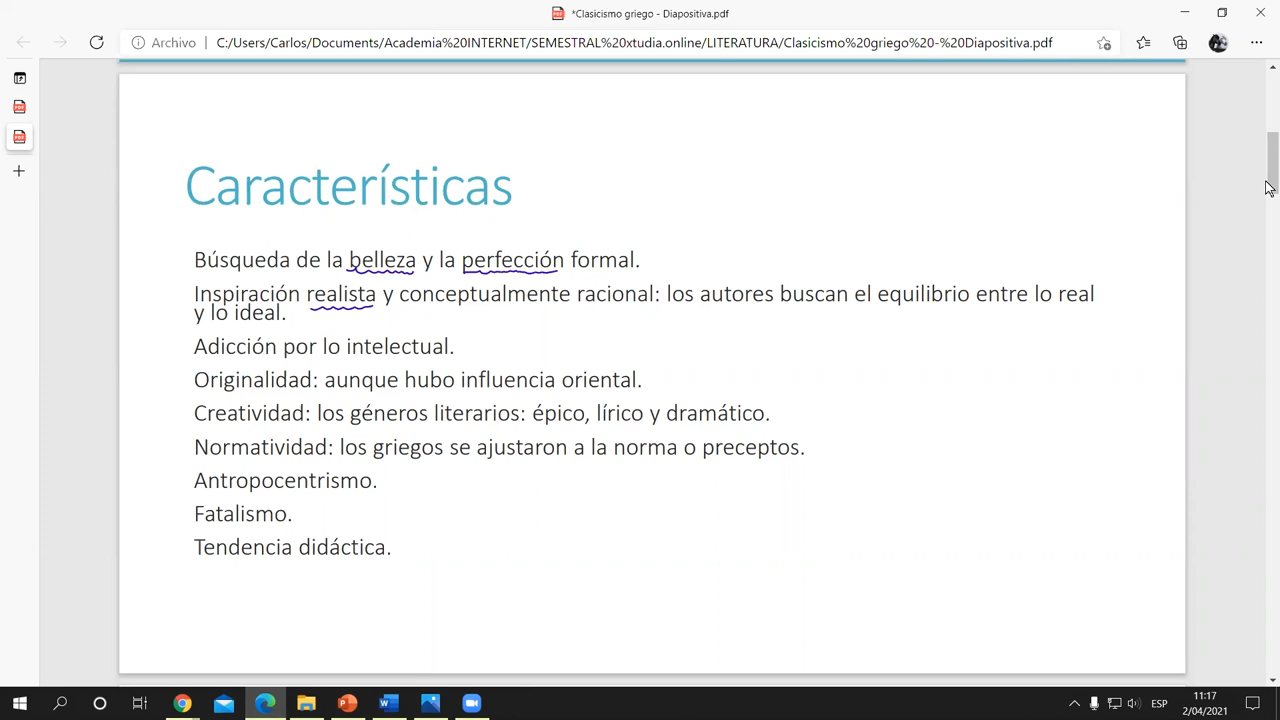 *Clasicismo griego - Diapositiva.pdf
Archivo
C:/Users/Carlos/Documents/Academia%20INTERNET/SEMESTRAL%20xtudia.online/LITERATURA/Clasicismo%20griego%20-%20Diapositiva.pdf
Características
Búsqueda de la belleza y la perfección formal.
Inspiración realista y conceptualmente racional: los autores buscan el equilibrio entre lo real
y lo ideal.
Adicción por lo intelectual.
Originalidad: aunque hubo influencia oriental.
Creatividad: los géneros literarios: épico, lírico y dramático.
Normatividad: los griegos se ajustaron a la norma o preceptos.
Antropocentrismo.
Fatalismo.
Tendencia didáctica.
ESP
11:17
2/04/2021